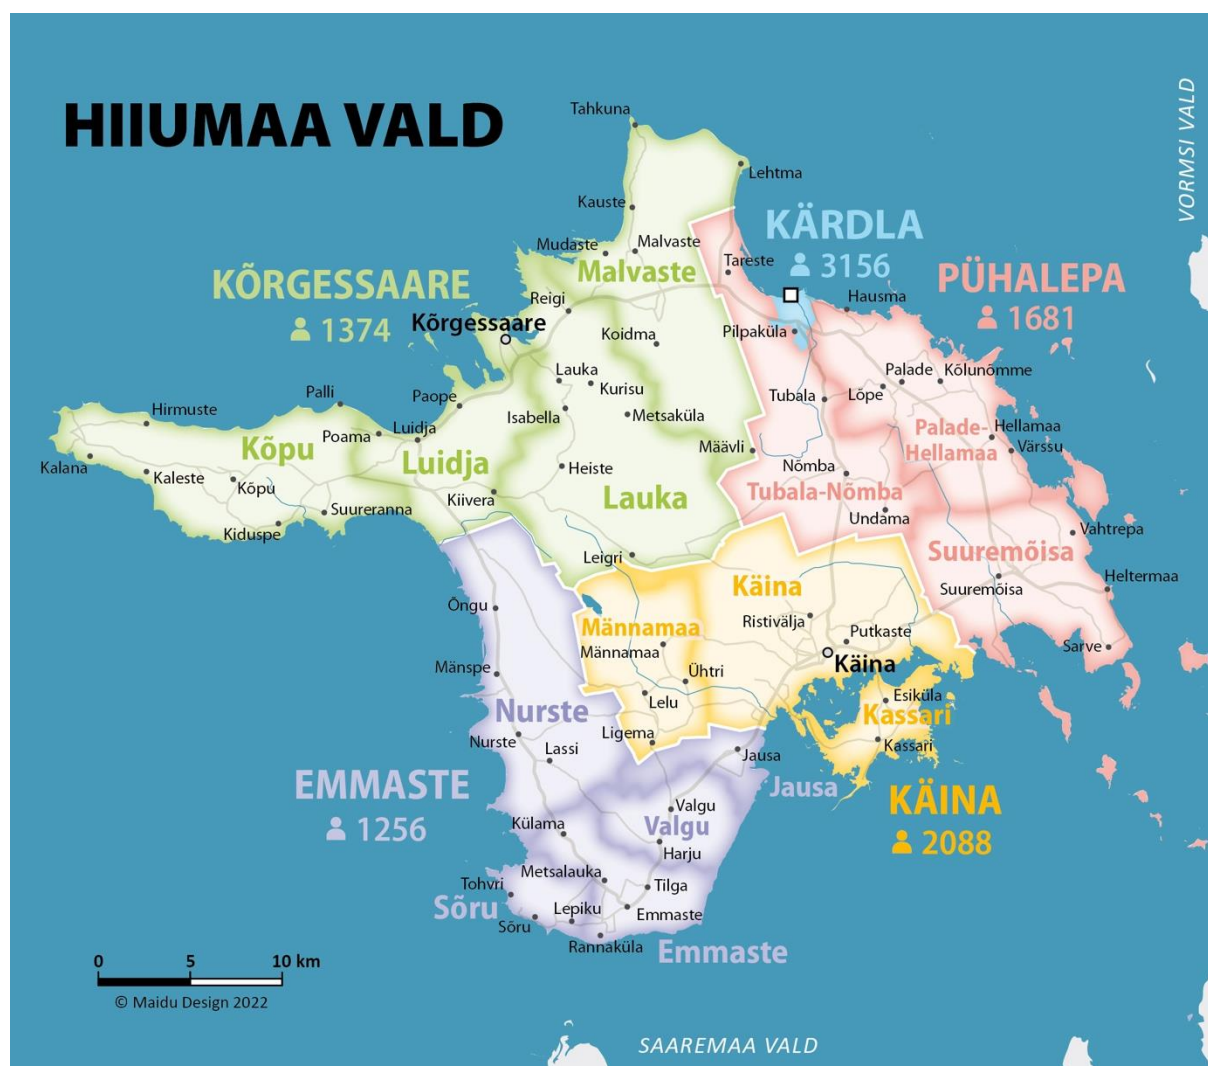 HIIUMAA VALD
VORMSI VALD
Tahkuna
Lehtma
Kauste
KÄRDLA
3156
Mudaste
Malvaste
Malvaste
Tareste
KÕRGESSAARE
1374
PÜHALEPA
1681
Reigi
Hausma
Kõrgessaare
Koidma
Pilpaküla
Lauka
Kurisu
Palade
Kõlunõmme
Palli
Paope
Tubala
Lõpe
Hirmuste
Isabella
Metsaküla
Poama
Luidja
Palade-
Hellamaa
Hellamaa
Värssu
Kõpu
Luidja
Määvli
Kalana
Kaleste
Kõpu
Heiste
Nõmba
Tubala-Nõmba
Kiivera
Lauka
Suureranna
Undama
Kiduspe
Vahtrepa
Leigri
Suuremõisa
Heltermaa
Käina
Suuremõisa
Õngu
Ristivälja
Männamaa
Putkaste
Männamaa
Sarve
Käina
Mänspe
Ühtri
Esiküla
Lelu
Nurste
Kassari
Ligema
Nurste
Lassi
Kassari
Jausa
EMMASTE
1256
Jausa
KÄINA
2088
Valgu
Külama
Valgu
Harju
Metsalauka
Tohvri
Tilga
Sõru
Lepiku
Emmaste
Sõru
Rannaküla
Emmaste
0 5 10 km
© Maidu Design 2022
SAAREMAA VALD